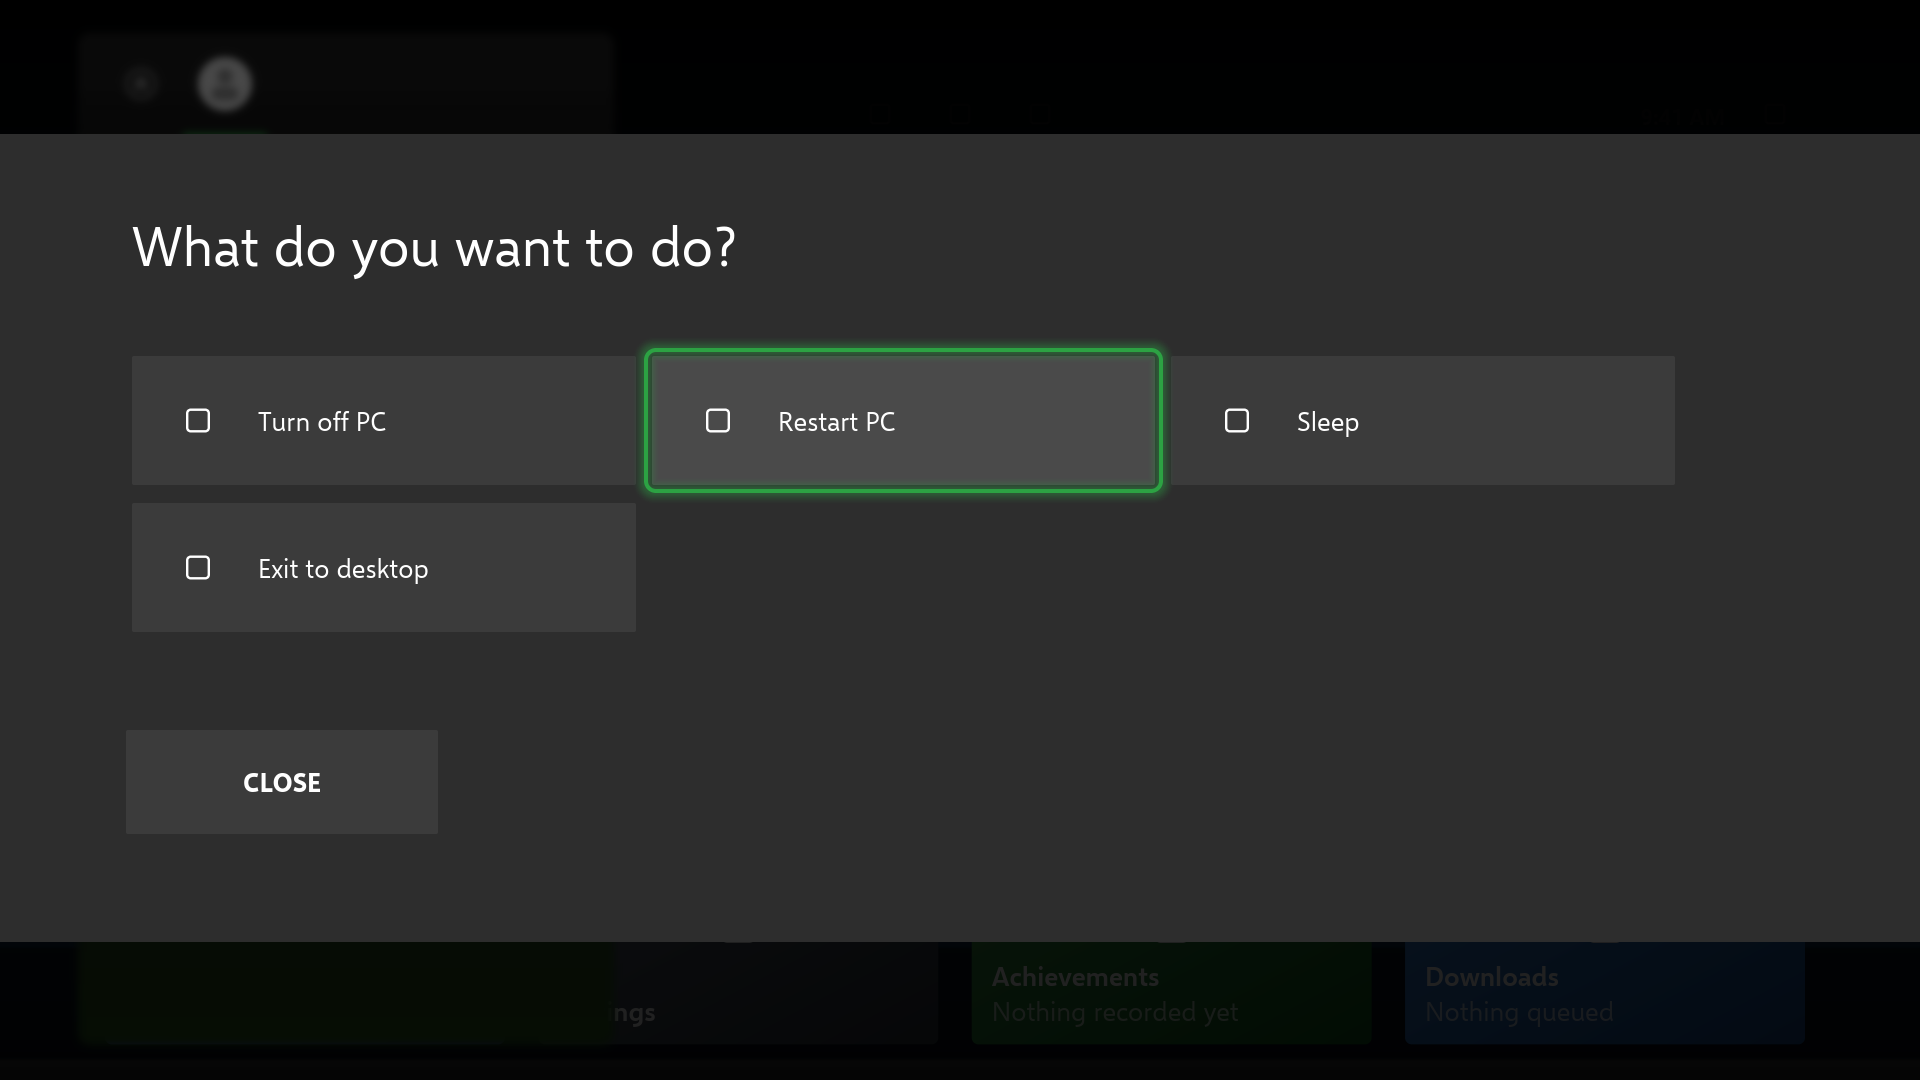 What do you want to do?
Turn off PC
Restart PC
Sleep
Exit to desktop
CLOSE
ngs
Achievements
Nothing recorded yet
Downloads
Nothing queued